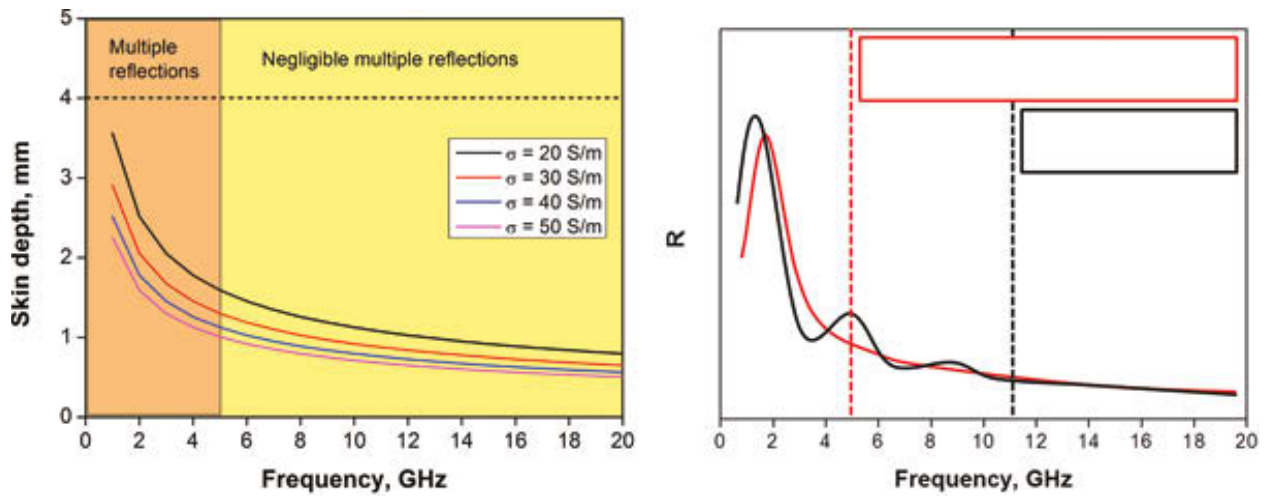 5
4
3
2
1
0
Skin depth, mm
Multiple
reflections
Negligible multiple reflections
σ = 20 S/m
σ = 30 S/m
σ = 40 S/m
σ = 50 S/m
0 2 4 6 8 10 12 14 16 18 20
Frequency, GHz
R
0 2 4 6 8 10 12 14 16 18 20
Frequency, GHz